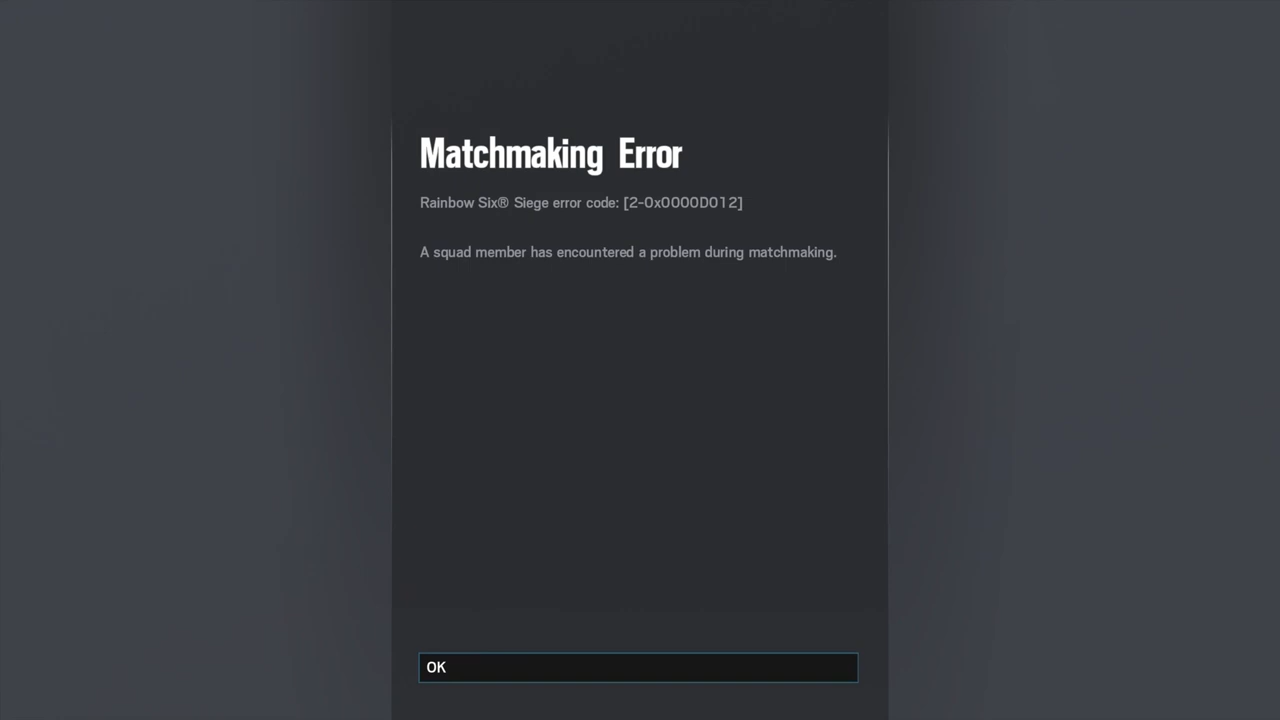 Matchmaking Error
Rainbow Six® Siege error code: [2-0x0000D012]
A squad member has encountered a problem during matchmaking.
OK